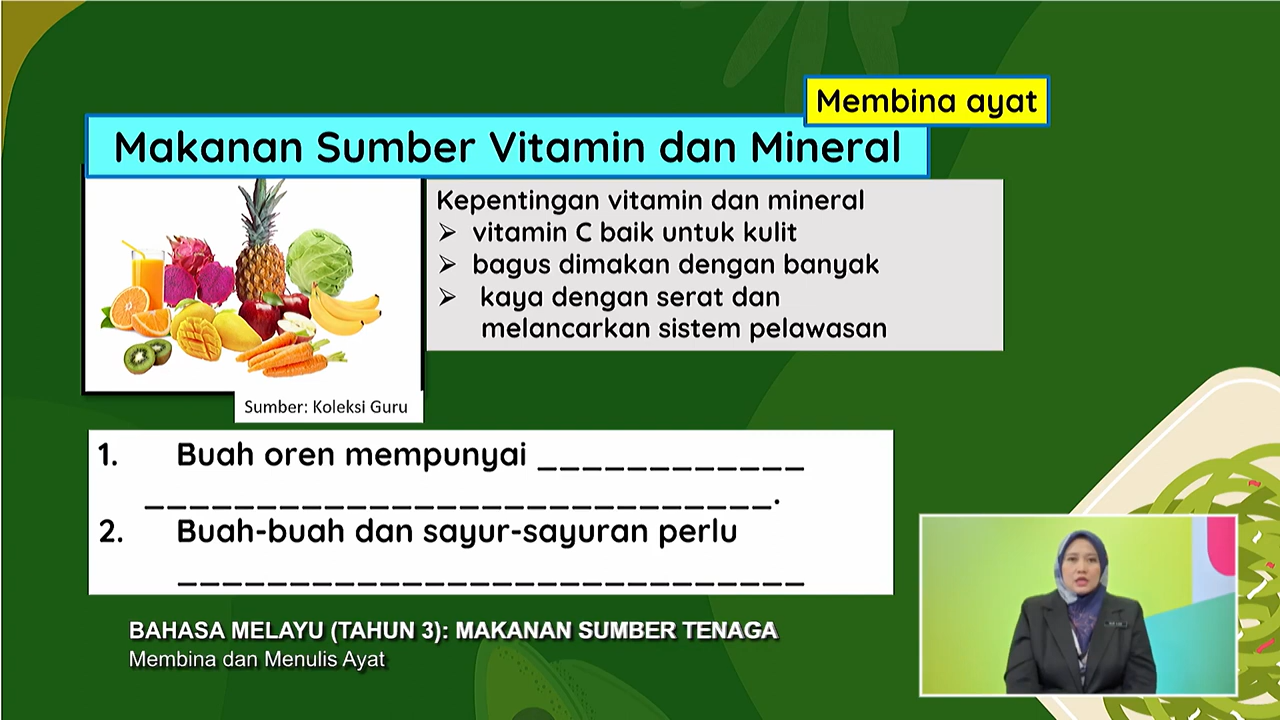 Membina ayat
Makanan Sumber Vitamin dan Mineral
Kepentingan vitamin dan mineral
➢ vitamin C baik untuk kulit
➢ bagus dimakan dengan banyak
➢ kaya dengan serat dan
melancarkan sistem pelawasan
Sumber: Koleksi Guru
1. Buah oren mempunyai ____________
____________________________.
2. Buah-buah dan sayur-sayuran perlu
____________________________
BAHASA MELAYU (TAHUN 3): MAKANAN SUMBER TENAGA
Membina dan Menulis Ayat